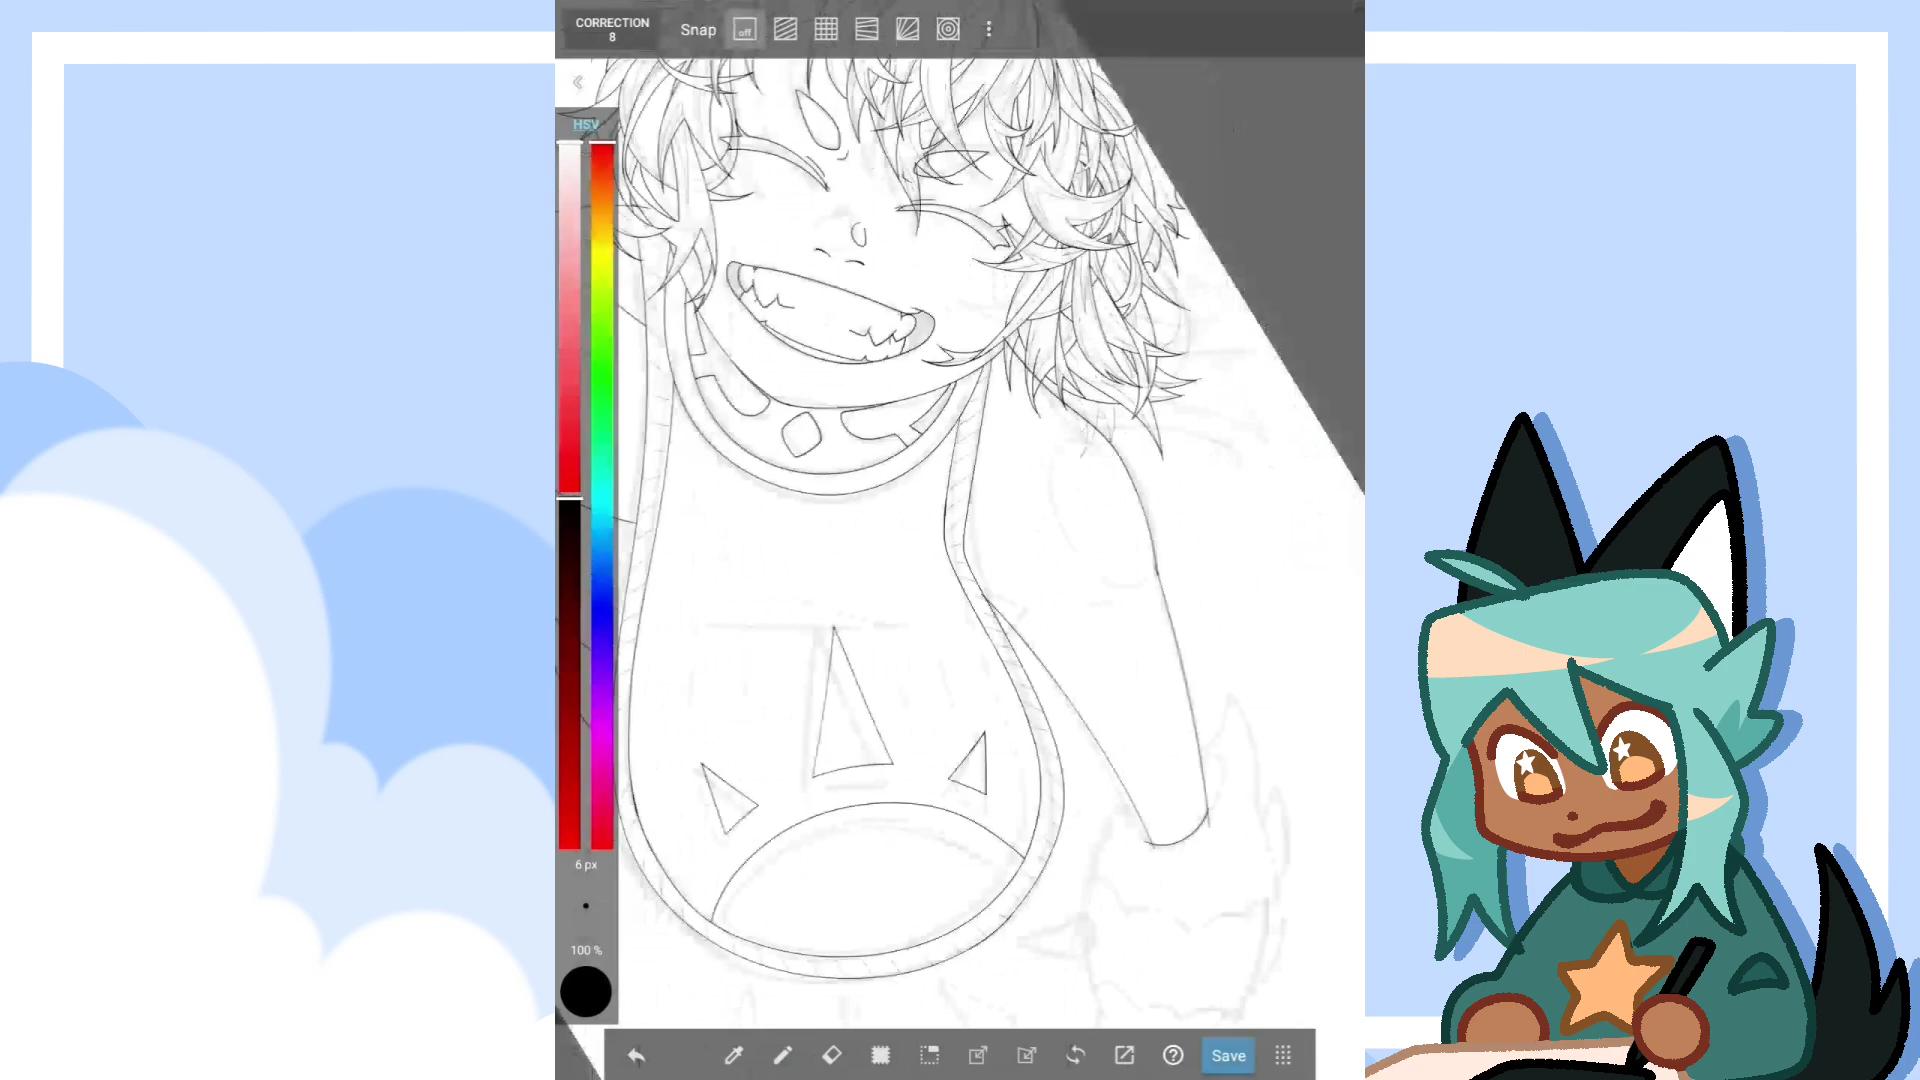 CORRECTION
8
Snap
off
HSV
6 px
100 %
Save